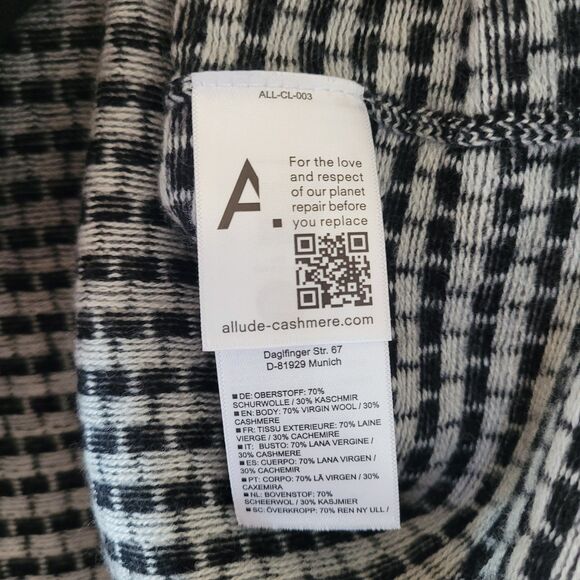 ALL-CL-003
A.
For the love
and respect
of our planet
repair before
you replace
allude-cashmere.com
Daglfinger Str. 67
D-81929 Munich
■ DE: OBERSTOFF: 70%
SCHURWOLLE / 30% KASCHMIR
■ EN: BODY: 70% VIRGIN WOOL / 30%
CASHMERE
■ FR: TISSU EXTERIEURE: 70% LAINE
VIERGE / 30% CACHEMIRE
■ IT: BUSTO: 70% LANA VERGINE /
30% CASHMERE
■ ES: CUERPO: 70% LANA VIRGEN /
30% CACHEMIR
■ PT: CORPO: 70% LÃ VIRGEN / 30%
CAXEMIRA
■ NL: BOVENSTOF: 70%
SCHEERWOL / 30% KASJMIER
■ SC: ÖVERKROPP: 70% REN NY ULL /